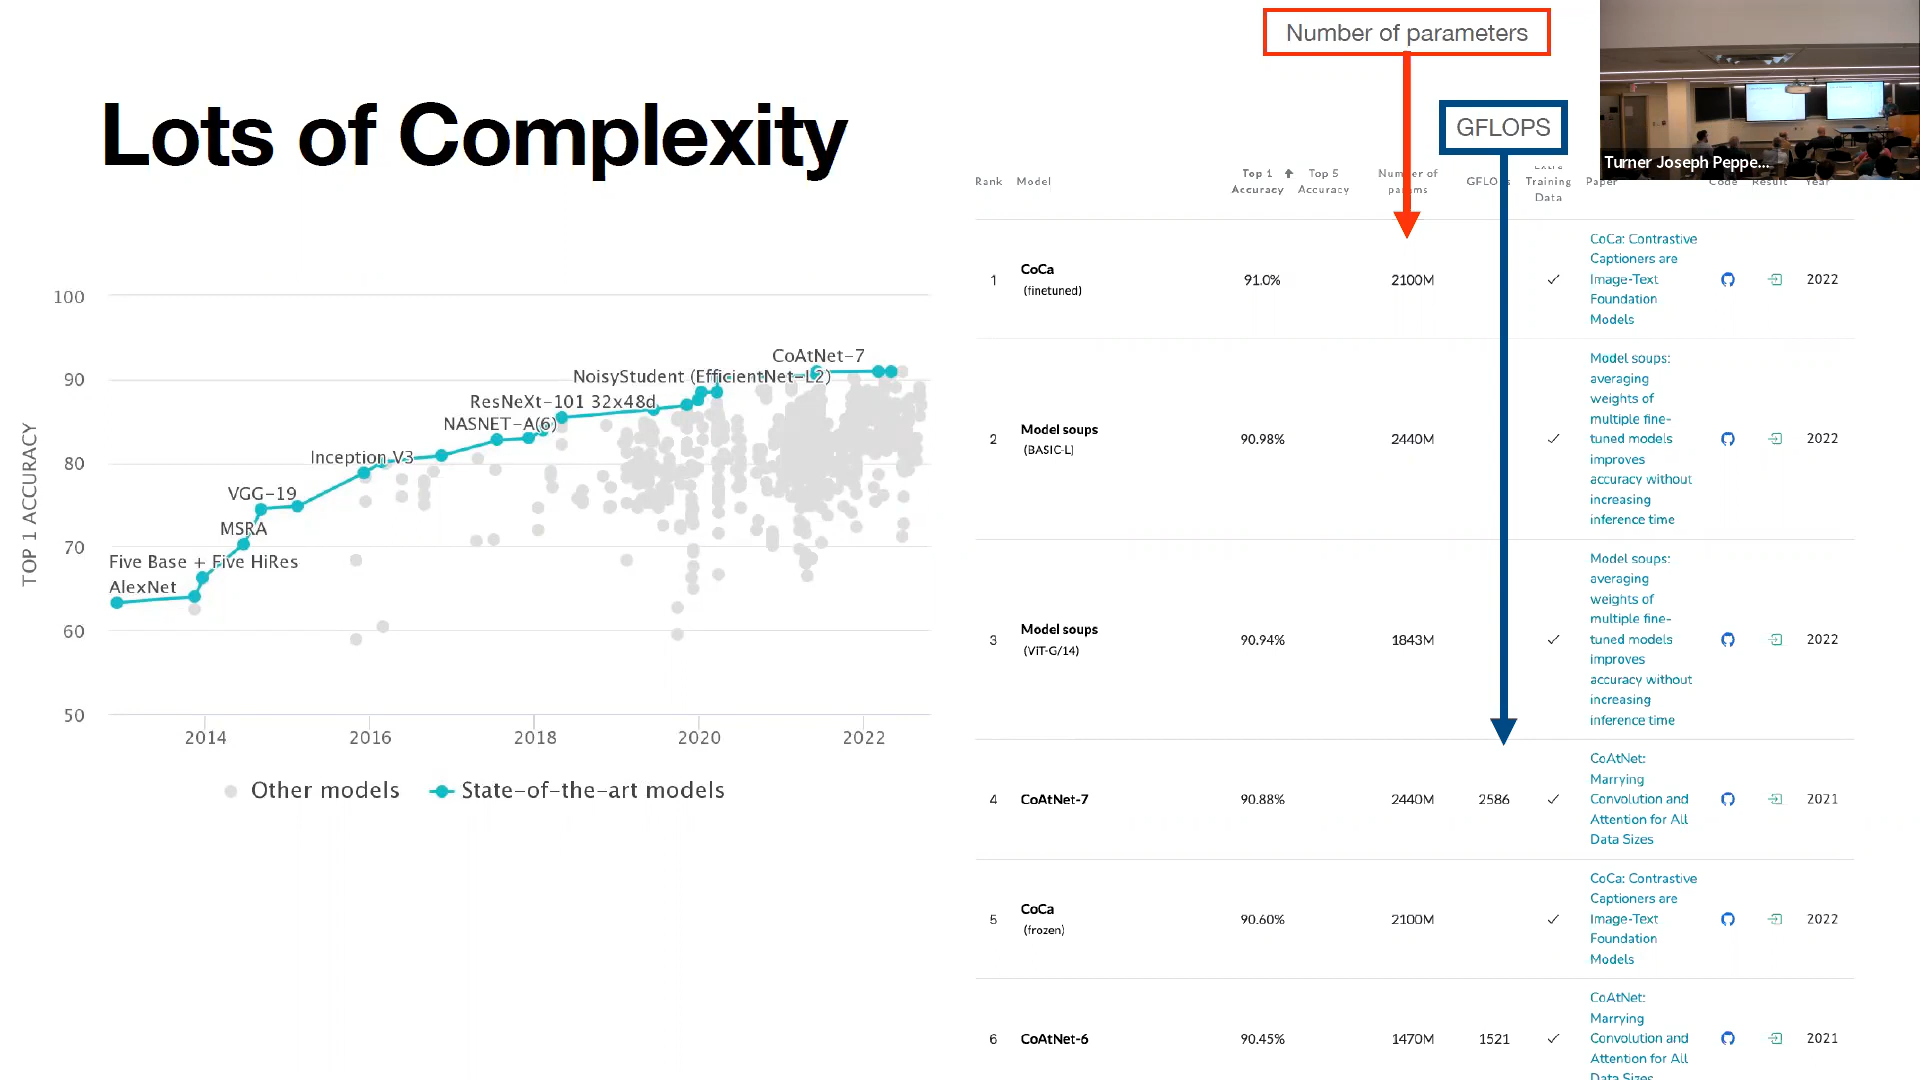 Number of parameters
GFLOPS
Lots of Complexity
Turner Joseph Peppe...
100
90
80
70
60
50
TOP 1 ACCURACY
CoAtNet-7
NoisyStudent (EfficientNet-L2)
ResNeXt-101 32x48d
NASNET-A(6)
Inception V3
VGG-19
MSRA
Five Base + Five HiRes
AlexNet
2014 2016 2018 2020 2022
Other models State-of-the-art models
Rank Model Top 1 Accuracy Top 5 Accuracy Number of params GFLOPs Extra Training Data Paper Code Result Year
1 CoCa (finetuned) 91.0% 2100M ✓ 2022
CoCa: Contrastive
Captioners are
Image-Text
Foundation
Models
2 Model soups (BASIC-L) 90.98% 2440M ✓ 2022
Model soups:
averaging
weights of
multiple fine-
tuned models
improves
accuracy without
increasing
inference time
3 Model soups (ViT-G/14) 90.94% 1843M ✓ 2022
Model soups:
averaging
weights of
multiple fine-
tuned models
improves
accuracy without
increasing
inference time
4 CoAtNet-7 90.88% 2440M 2586 ✓ 2021
CoAtNet:
Marrying
Convolution and
Attention for All
Data Sizes
5 CoCa (frozen) 90.60% 2100M ✓ 2022
CoCa: Contrastive
Captioners are
Image-Text
Foundation
Models
6 CoAtNet-6 90.45% 1470M 1521 ✓ 2021
CoAtNet:
Marrying
Convolution and
Attention for All
Data Sizes